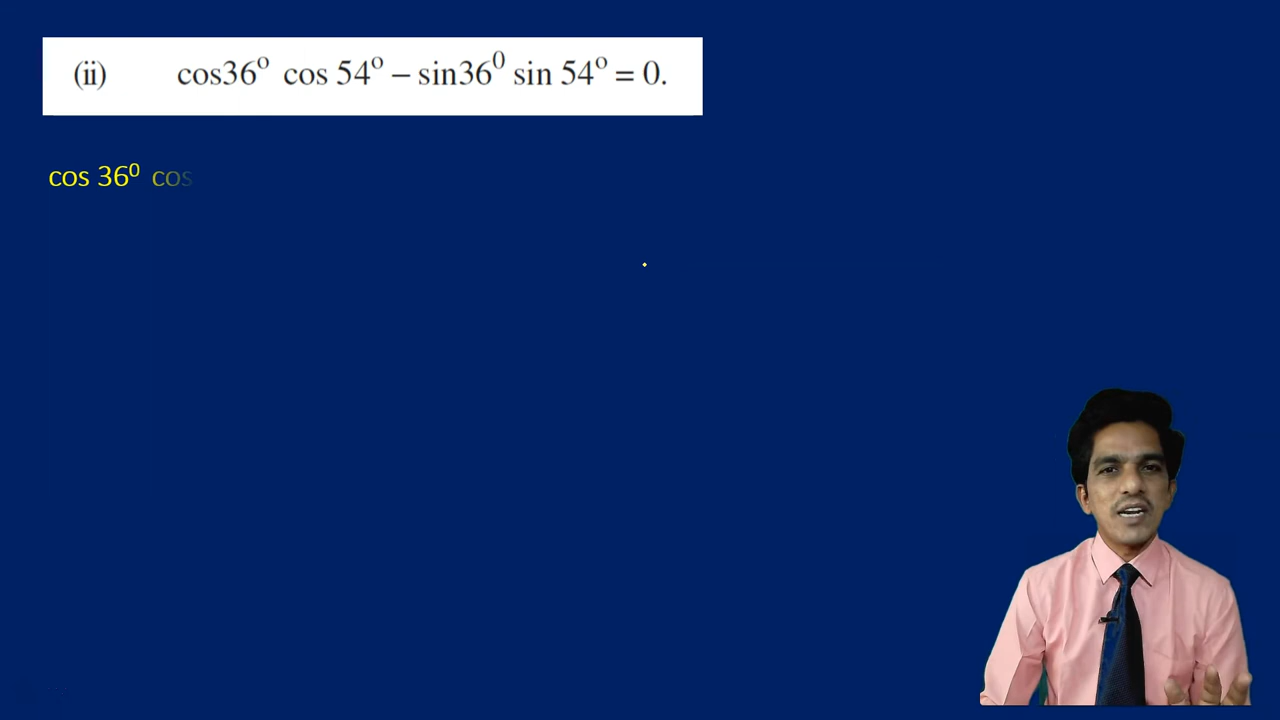 (ii) cos36° cos 54° – sin36⁰ sin 54° = 0.
cos 36⁰ cos